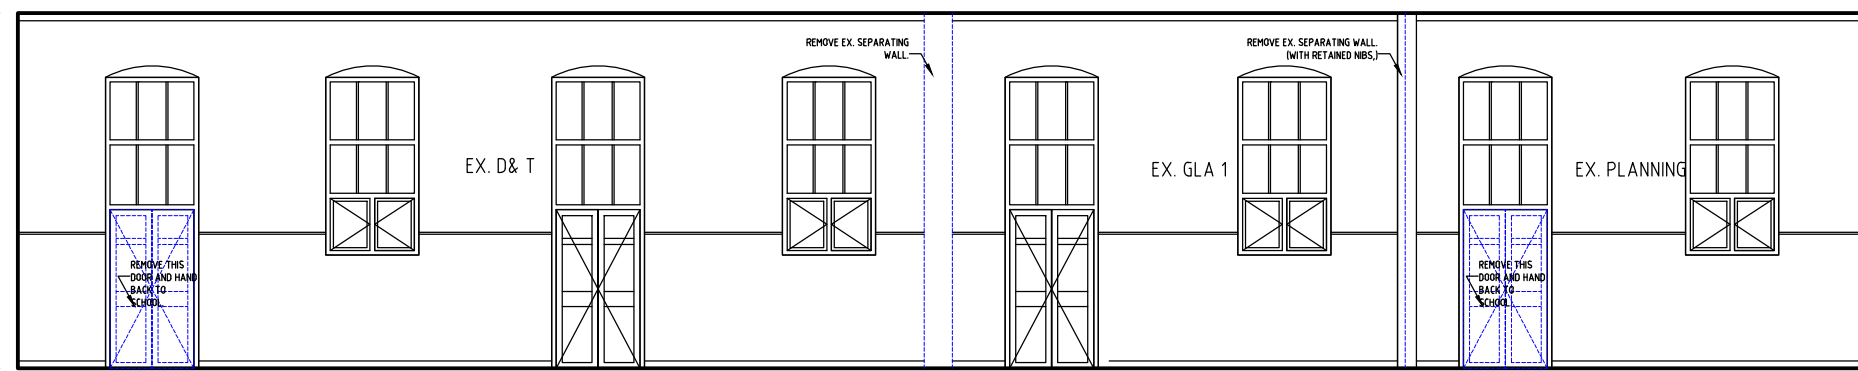 REMOVE EX. SEPARATING
WALL.
REMOVE EX. SEPARATING WALL.
(WITH RETAINED NIBS,)
EX. D& T
EX. GLA 1
EX. PLANNING
REMOVE THIS
DOOR AND HAND
BACK TO
SCHOOL
REMOVE THIS
DOOR AND HAND
BACK TO
SCHOOL